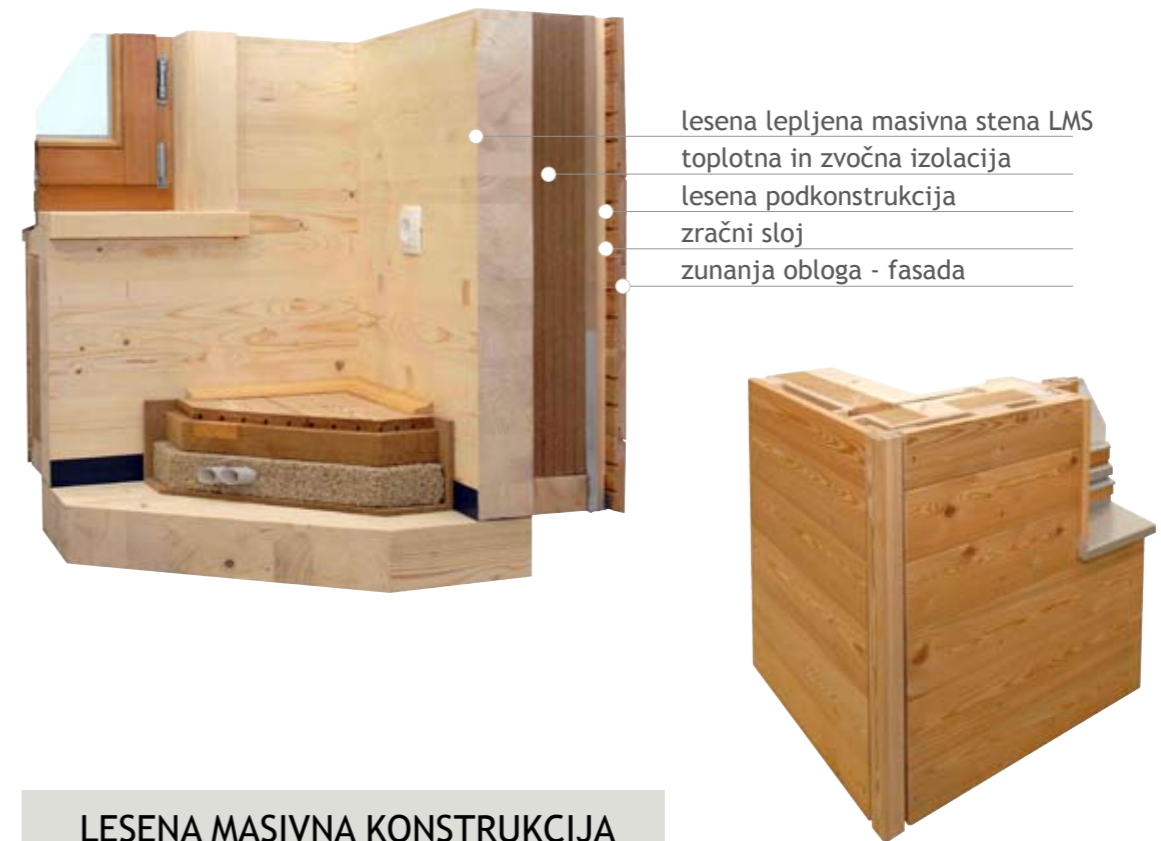 lesena lepljena masivna stena LMS
toplotna in zvočna izolacija
lesena podkonstrukcija
zračni sloj
zunanja obloga - fasada
LESENA MASIVNA KONSTRUKCIJA